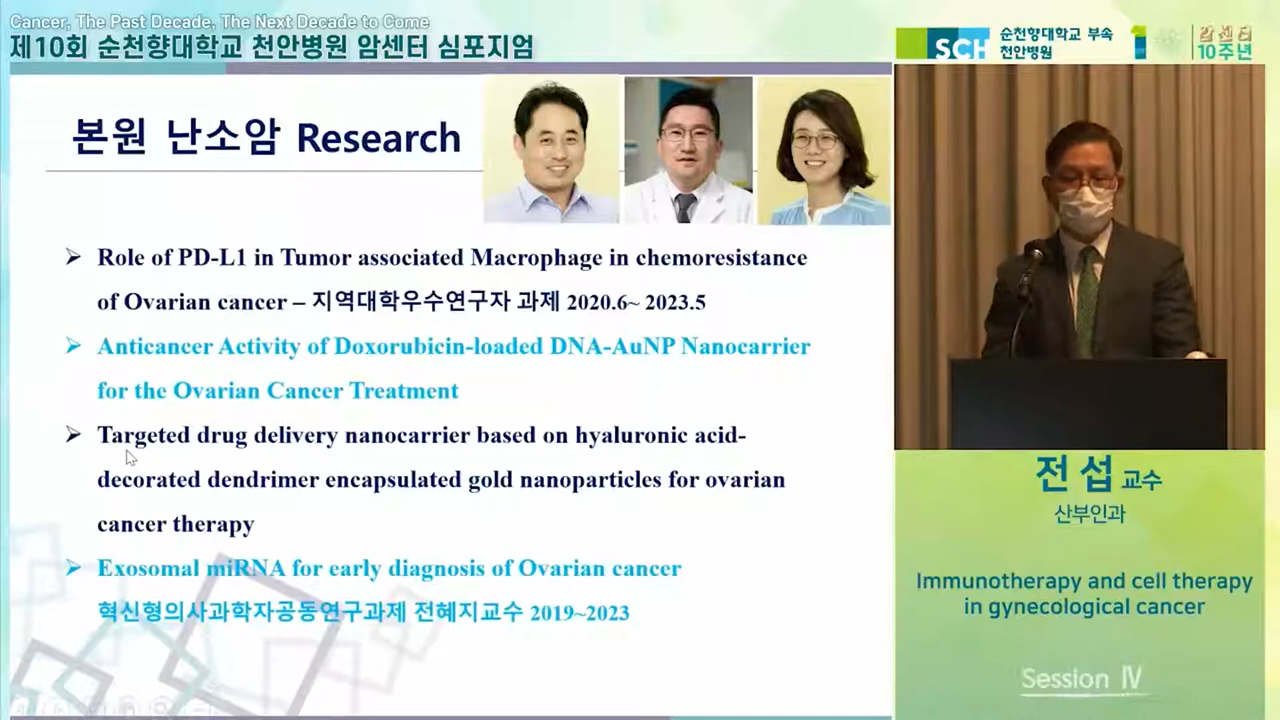 Cancer, The Past Decade, The Next Decade to Come
제10회 순천향대학교 천안병원 암센터 심포지엄
SCH 순천향대학교 부속
천안병원
암센터
10주년
본원 난소암 Research
➢ Role of PD-L1 in Tumor associated Macrophage in chemoresistance
of Ovarian cancer – 지역대학우수연구자 과제 2020.6~ 2023.5
➢ Anticancer Activity of Doxorubicin-loaded DNA-AuNP Nanocarrier
for the Ovarian Cancer Treatment
➢ Targeted drug delivery nanocarrier based on hyaluronic acid-
decorated dendrimer encapsulated gold nanoparticles for ovarian
cancer therapy
➢ Exosomal miRNA for early diagnosis of Ovarian cancer
혁신형의사과학자공동연구과제 전혜지교수 2019~2023
전 섭 교수
산부인과
Immunotherapy and cell therapy
in gynecological cancer
Session Ⅳ